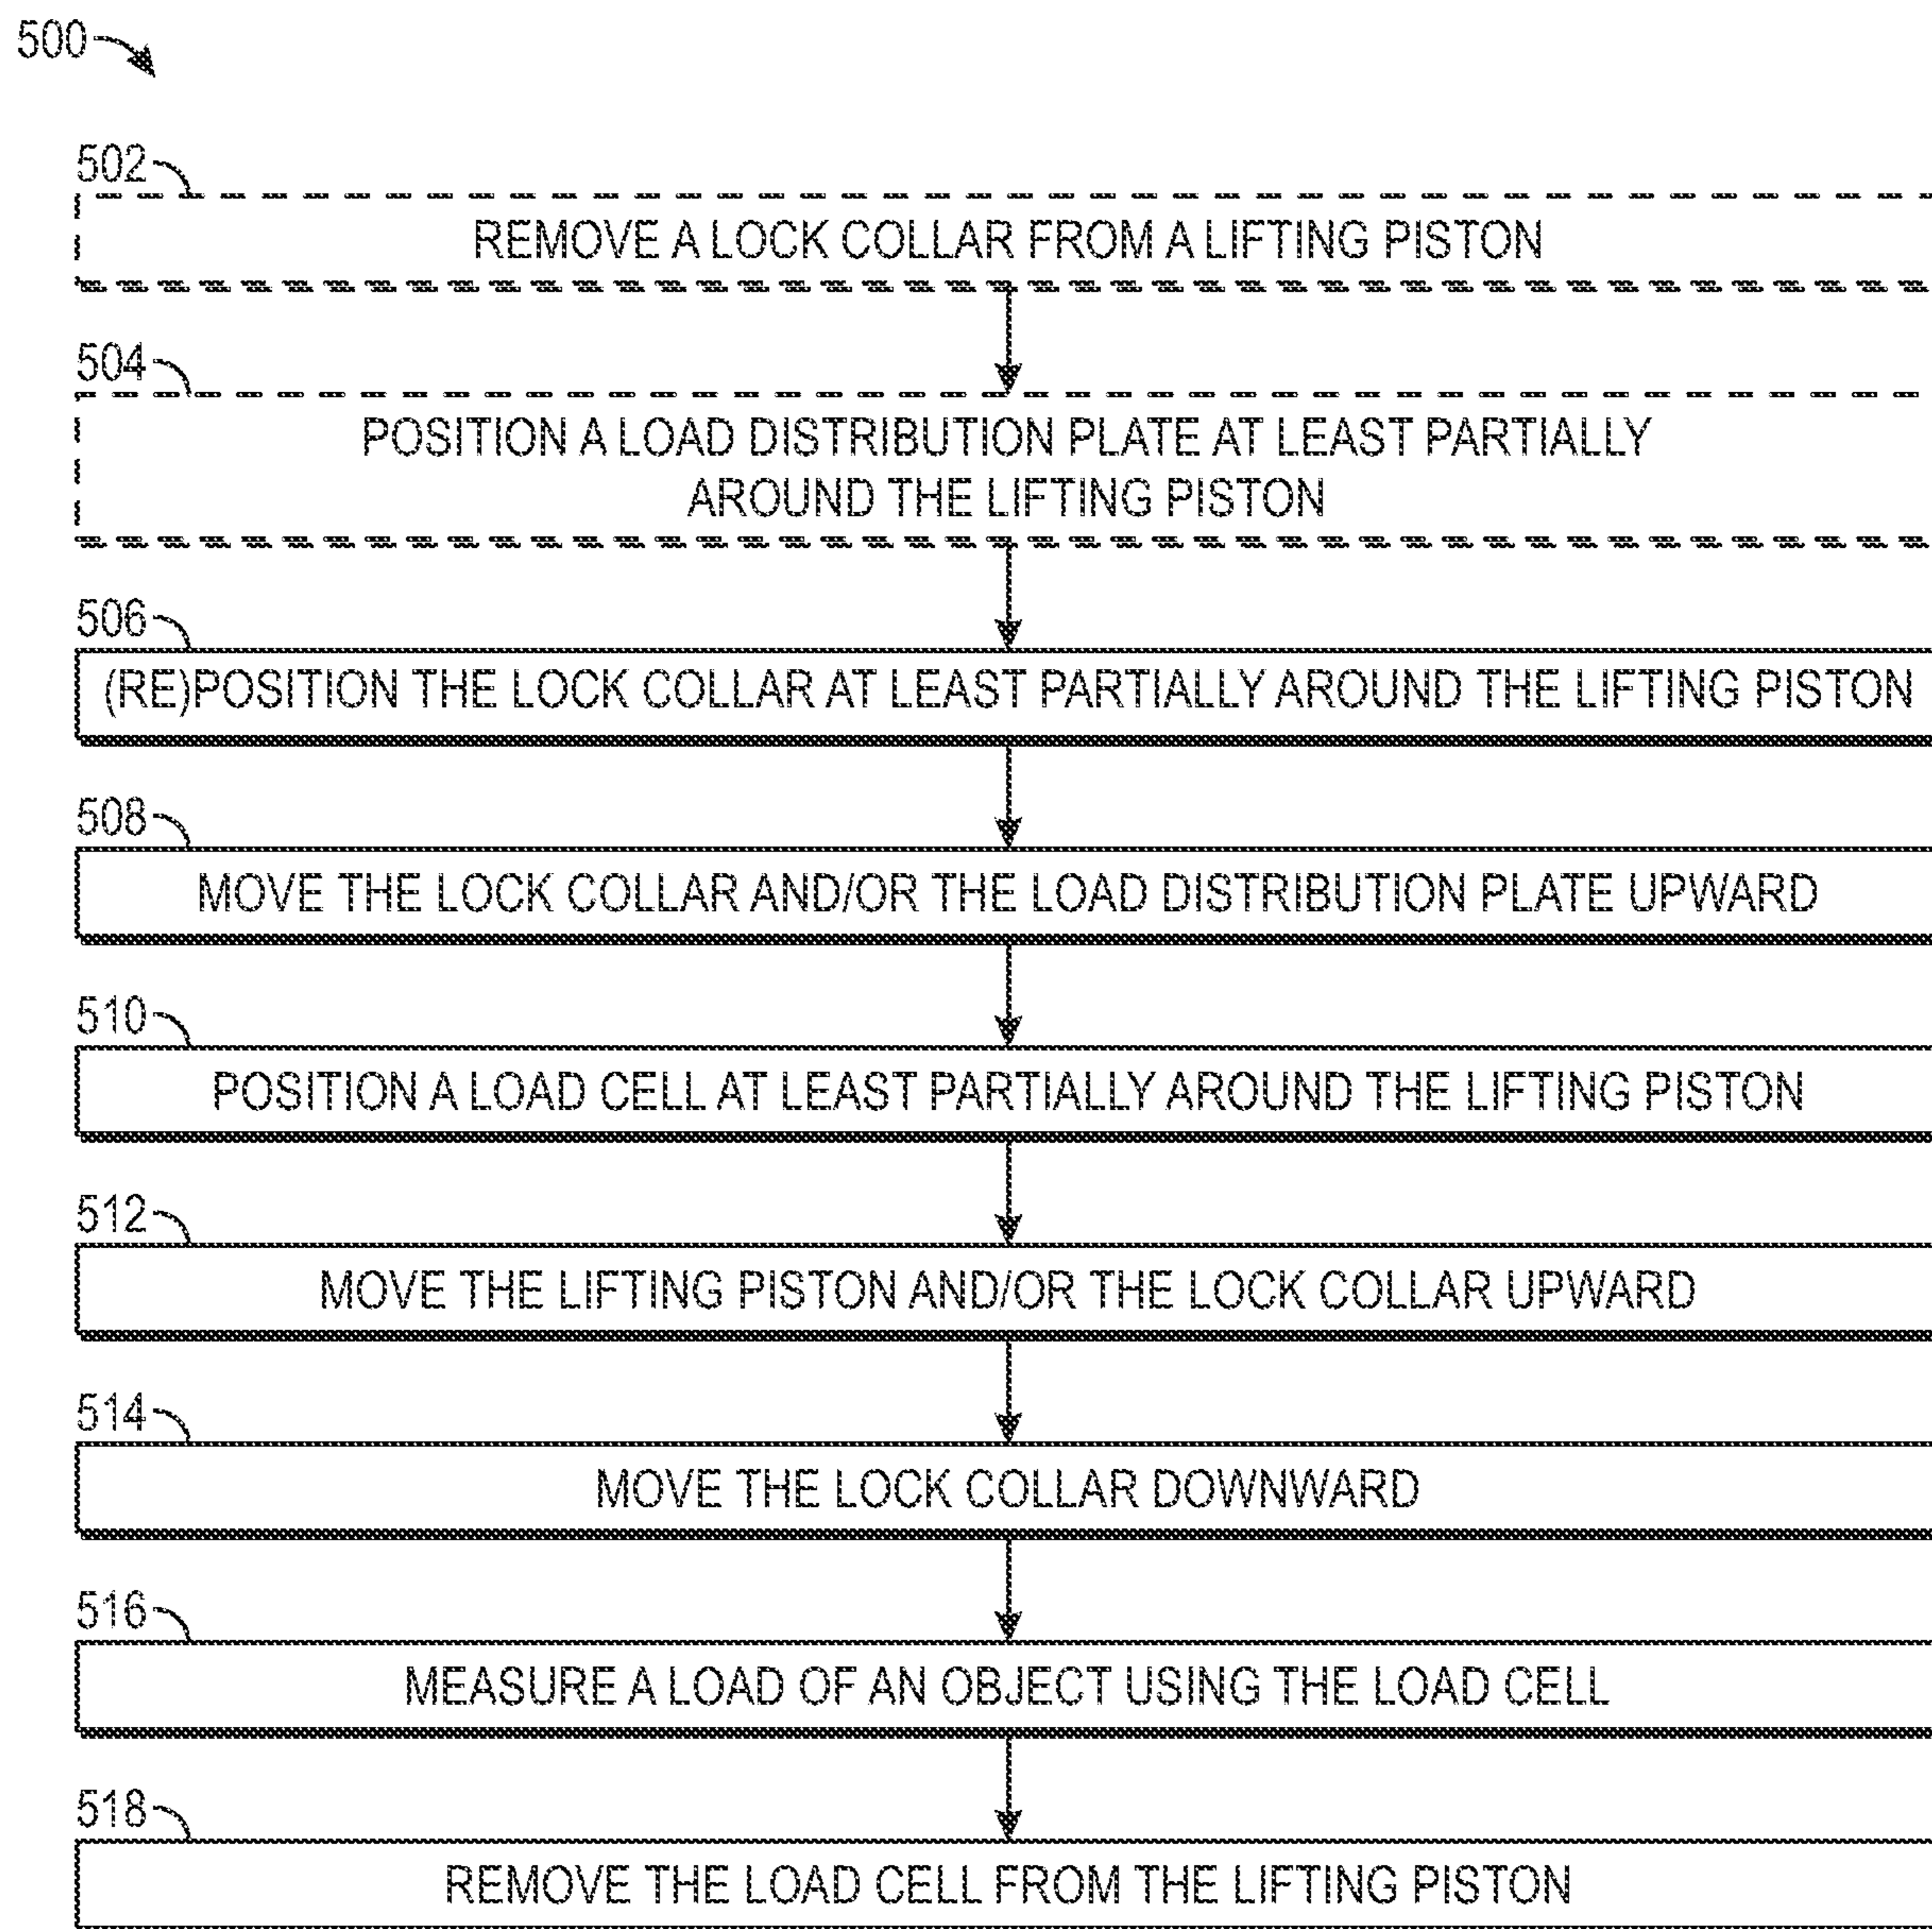 500
502
REMOVE A LOCK COLLAR FROM A LIFTING PISTON
504
POSITION A LOAD DISTRIBUTION PLATE AT LEAST PARTIALLY
AROUND THE LIFTING PISTON
506
(RE)POSITION THE LOCK COLLAR AT LEAST PARTIALLY AROUND THE LIFTING PISTON
508
MOVE THE LOCK COLLAR AND/OR THE LOAD DISTRIBUTION PLATE UPWARD
510
POSITION A LOAD CELL AT LEAST PARTIALLY AROUND THE LIFTING PISTON
512
MOVE THE LIFTING PISTON AND/OR THE LOCK COLLAR UPWARD
514
MOVE THE LOCK COLLAR DOWNWARD
516
MEASURE A LOAD OF AN OBJECT USING THE LOAD CELL
518
REMOVE THE LOAD CELL FROM THE LIFTING PISTON